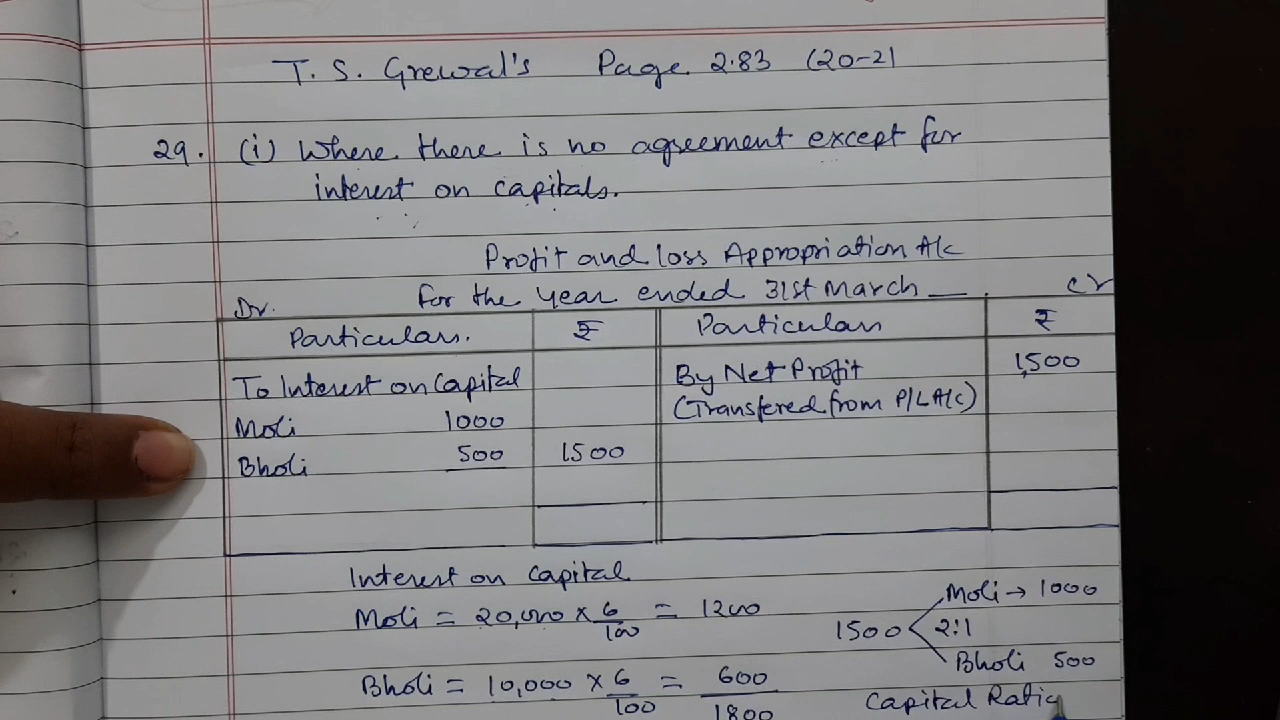 T. S. Grewal's Page 2.83 (20-21
29. (i) Where there is no agreement except for
interest on capitals.
Profit and loss Appropriation A/c
for the year ended 31st March __.
Dr. Cr
Particulars. ₹ Particulars ₹
To Interest on Capital By Net Profit 1,500
Moli 1000 (Transfered from P/L A/c)
Bholi 500 1500
Interest on Capital
Moli = 20,000 × 6/100 = 1200
Bholi = 10,000 × 6/100 = 600
1800
Moli → 1000
1500 < 2:1
Bholi 500
Capital Ratio